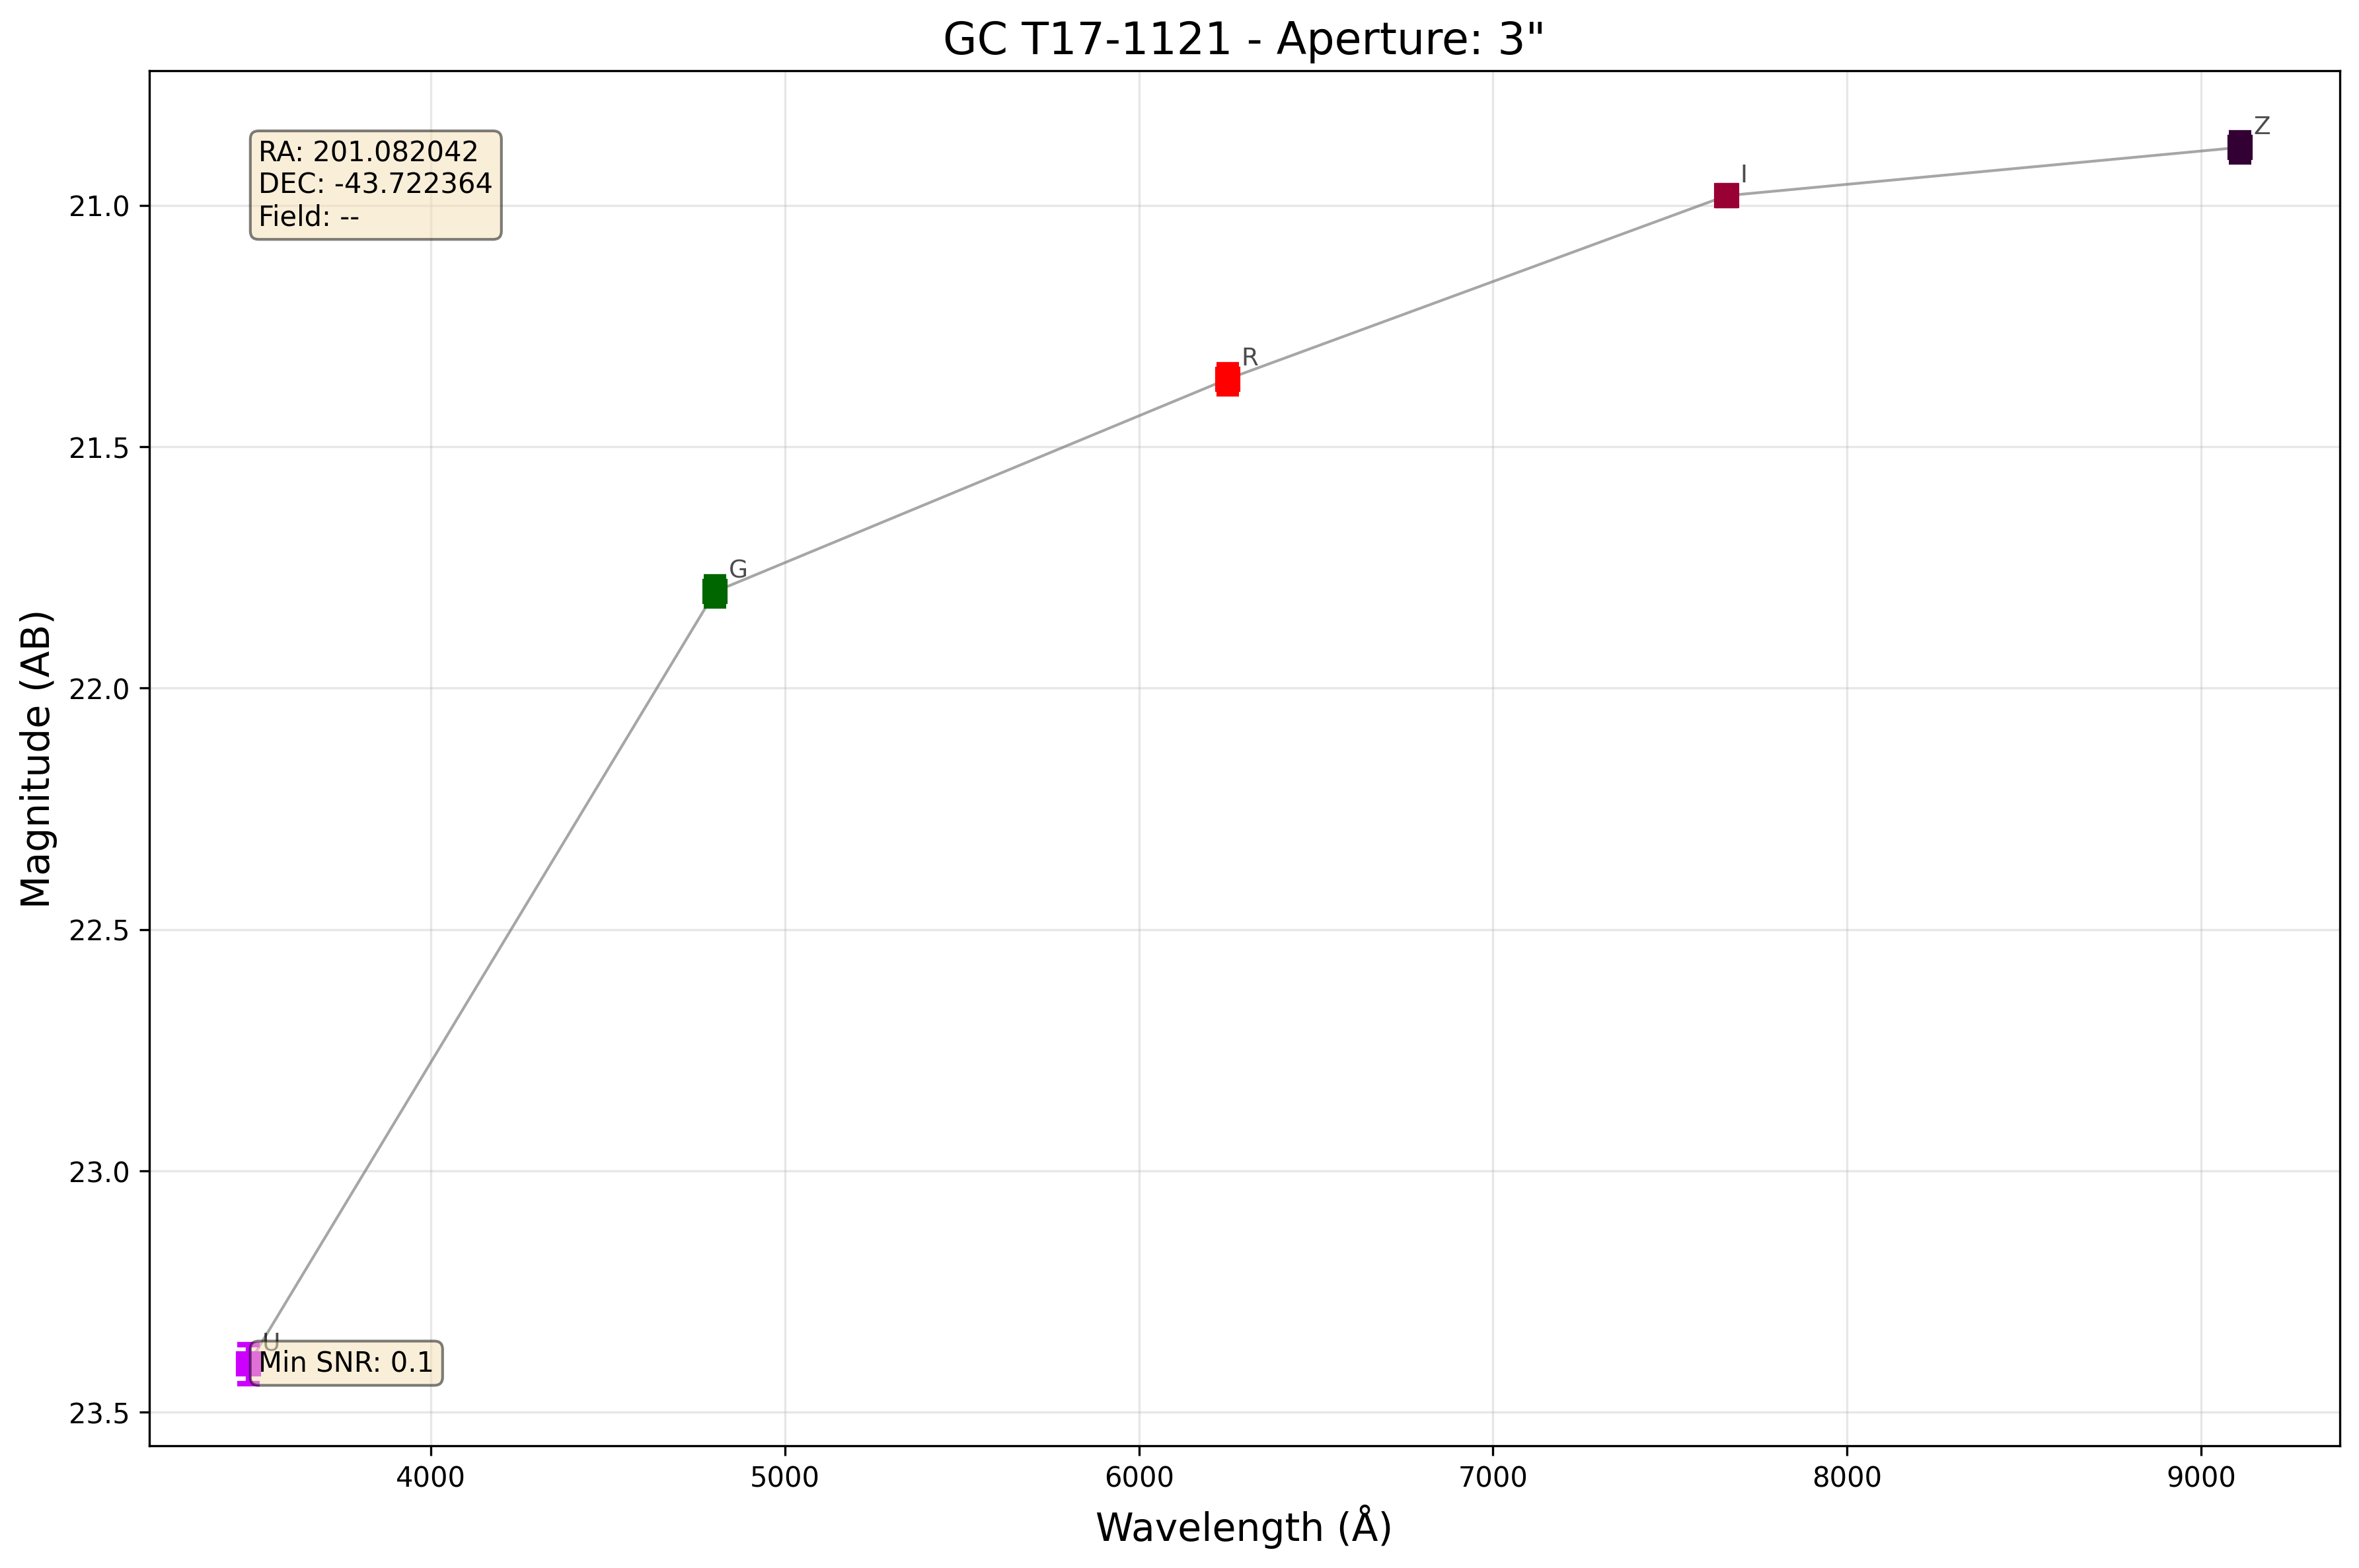 GC T17-1121 - Aperture: 3"
RA: 201.082042
DEC: -43.722364
Field: --
Z
I
R
G
U
Min SNR: 0.1
21.0
21.5
22.0
22.5
23.0
23.5
Magnitude (AB)
4000 5000 6000 7000 8000 9000
Wavelength (Å)